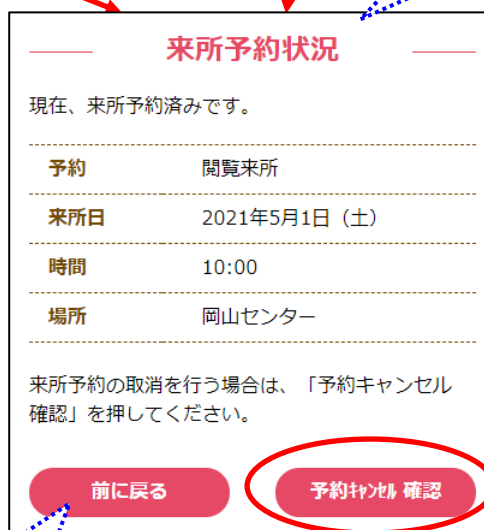 来所予約状況
現在、来所予約済みです。
予約 閲覧来所
来所日 2021年5月1日（土）
時間 10:00
場所 岡山センター
来所予約の取消を行う場合は、「予約キャンセル
確認」を押してください。
前に戻る 予約ｷｬﾝｾﾙ 確認